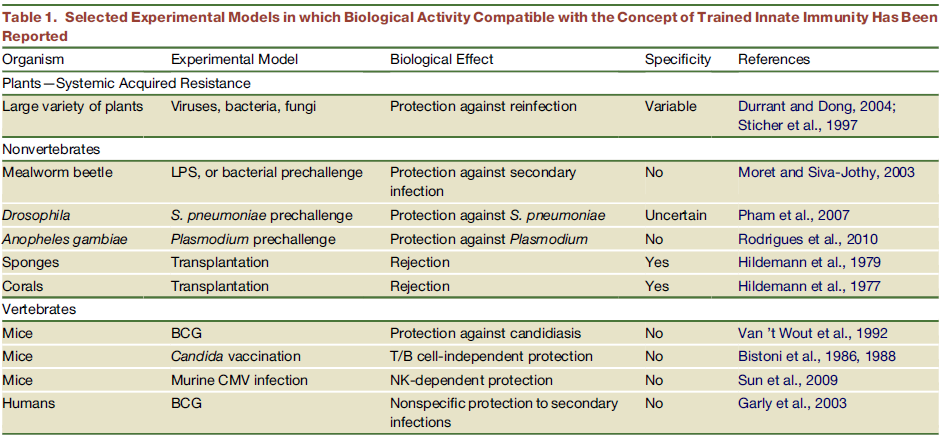 Table 1. Selected Experimental Models in which Biological Activity Compatible with the Concept of Trained Innate Immunity Has Been
Reported
Organism Experimental Model Biological Effect Specificity References
Plants—Systemic Acquired Resistance
Large variety of plants Viruses, bacteria, fungi Protection against reinfection Variable Durrant and Dong, 2004;
Sticher et al., 1997
Nonvertebrates
Mealworm beetle LPS, or bacterial prechallenge Protection against secondary No Moret and Siva-Jothy, 2003
infection
Drosophila S. pneumoniae prechallenge Protection against S. pneumoniae Uncertain Pham et al., 2007
Anopheles gambiae Plasmodium prechallenge Protection against Plasmodium No Rodrigues et al., 2010
Sponges Transplantation Rejection Yes Hildemann et al., 1979
Corals Transplantation Rejection Yes Hildemann et al., 1977
Vertebrates
Mice BCG Protection against candidiasis No Van 't Wout et al., 1992
Mice Candida vaccination T/B cell-independent protection No Bistoni et al., 1986, 1988
Mice Murine CMV infection NK-dependent protection No Sun et al., 2009
Humans BCG Nonspecific protection to secondary No Garly et al., 2003
infections